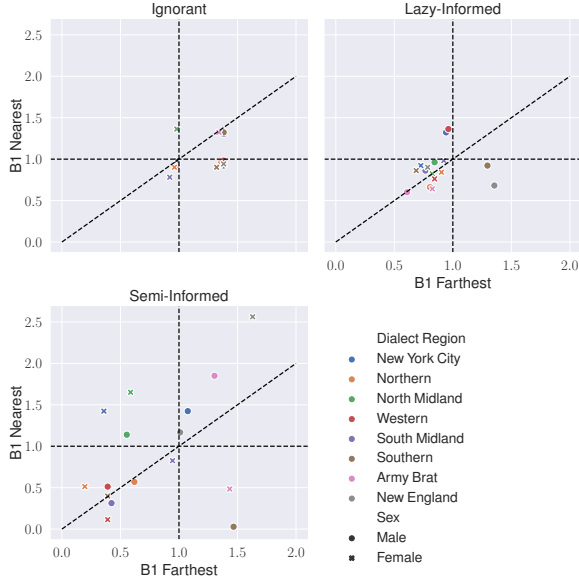 Ignorant
Lazy-Informed
2.5
2.0
1.5
1.0
0.5
0.0
B1 Nearest
0.0
0.5
1.0
1.5
2.0
B1 Farthest
Semi-Informed
2.5
2.0
1.5
1.0
0.5
0.0
B1 Nearest
0.0
0.5
1.0
1.5
2.0
B1 Farthest
Dialect Region
New York City
Northern
North Midland
Western
South Midland
Southern
Army Brat
New England
Sex
Male
Female